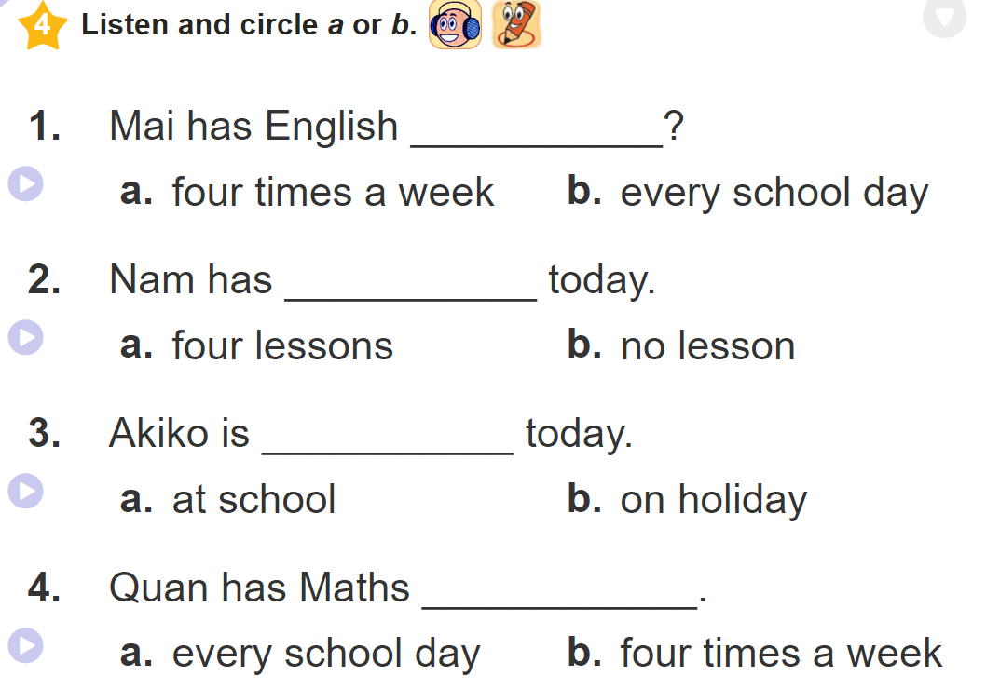 4 Listen and circle a or b.
1. Mai has English ___________?
a. four times a week b. every school day
2. Nam has ___________ today.
a. four lessons b. no lesson
3. Akiko is ___________ today.
a. at school b. on holiday
4. Quan has Maths ____________.
a. every school day b. four times a week